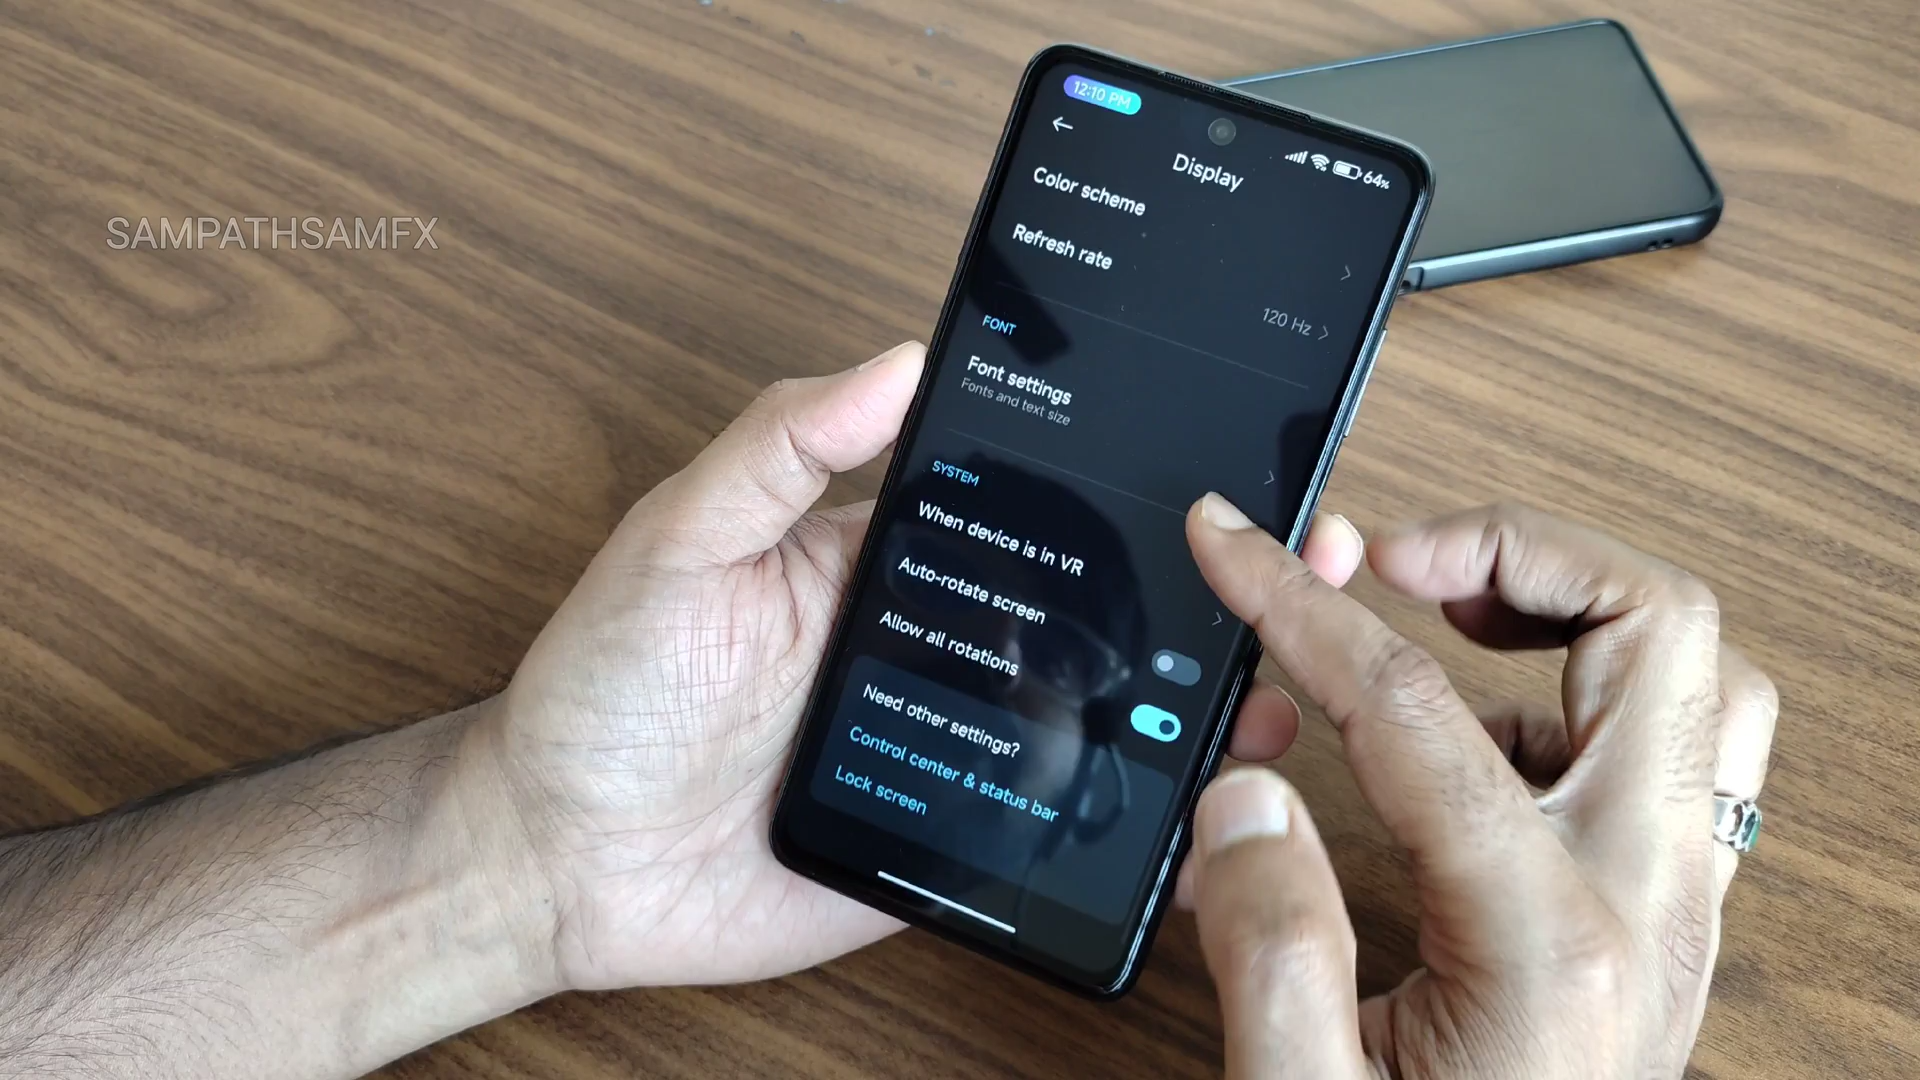 12:10 PM
64%
Display
Color scheme
Refresh rate
120 Hz
FONT
Font settings
Fonts and text size
SYSTEM
When device is in VR
Auto-rotate screen
Allow all rotations
Need other settings?
Control center & status bar
Lock screen
SAMPATHSAMFX